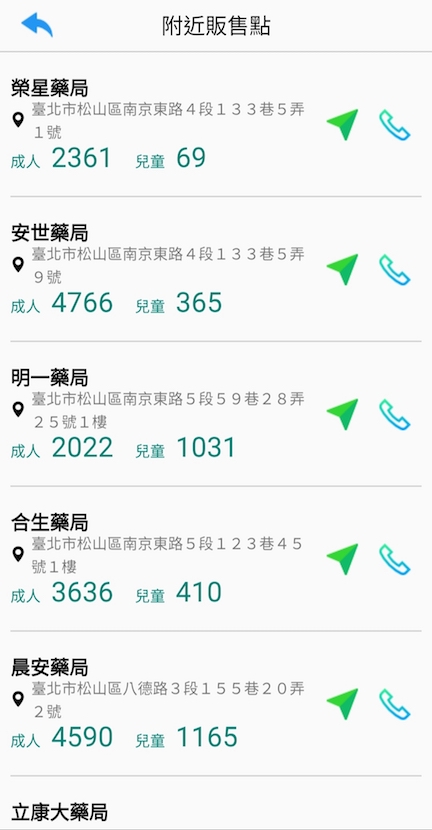 附近販售點
榮星藥局
臺北市松山區南京東路４段１３３巷５弄
１號
成人 2361 兒童 69
安世藥局
臺北市松山區南京東路４段１３３巷５弄
９號
成人 4766 兒童 365
明一藥局
臺北市松山區南京東路５段５９巷２８弄
２５號１樓
成人 2022 兒童 1031
合生藥局
臺北市松山區南京東路５段１２３巷４５
號１樓
成人 3636 兒童 410
晨安藥局
臺北市松山區八德路３段１５５巷２０弄
２號
成人 4590 兒童 1165
立康大藥局